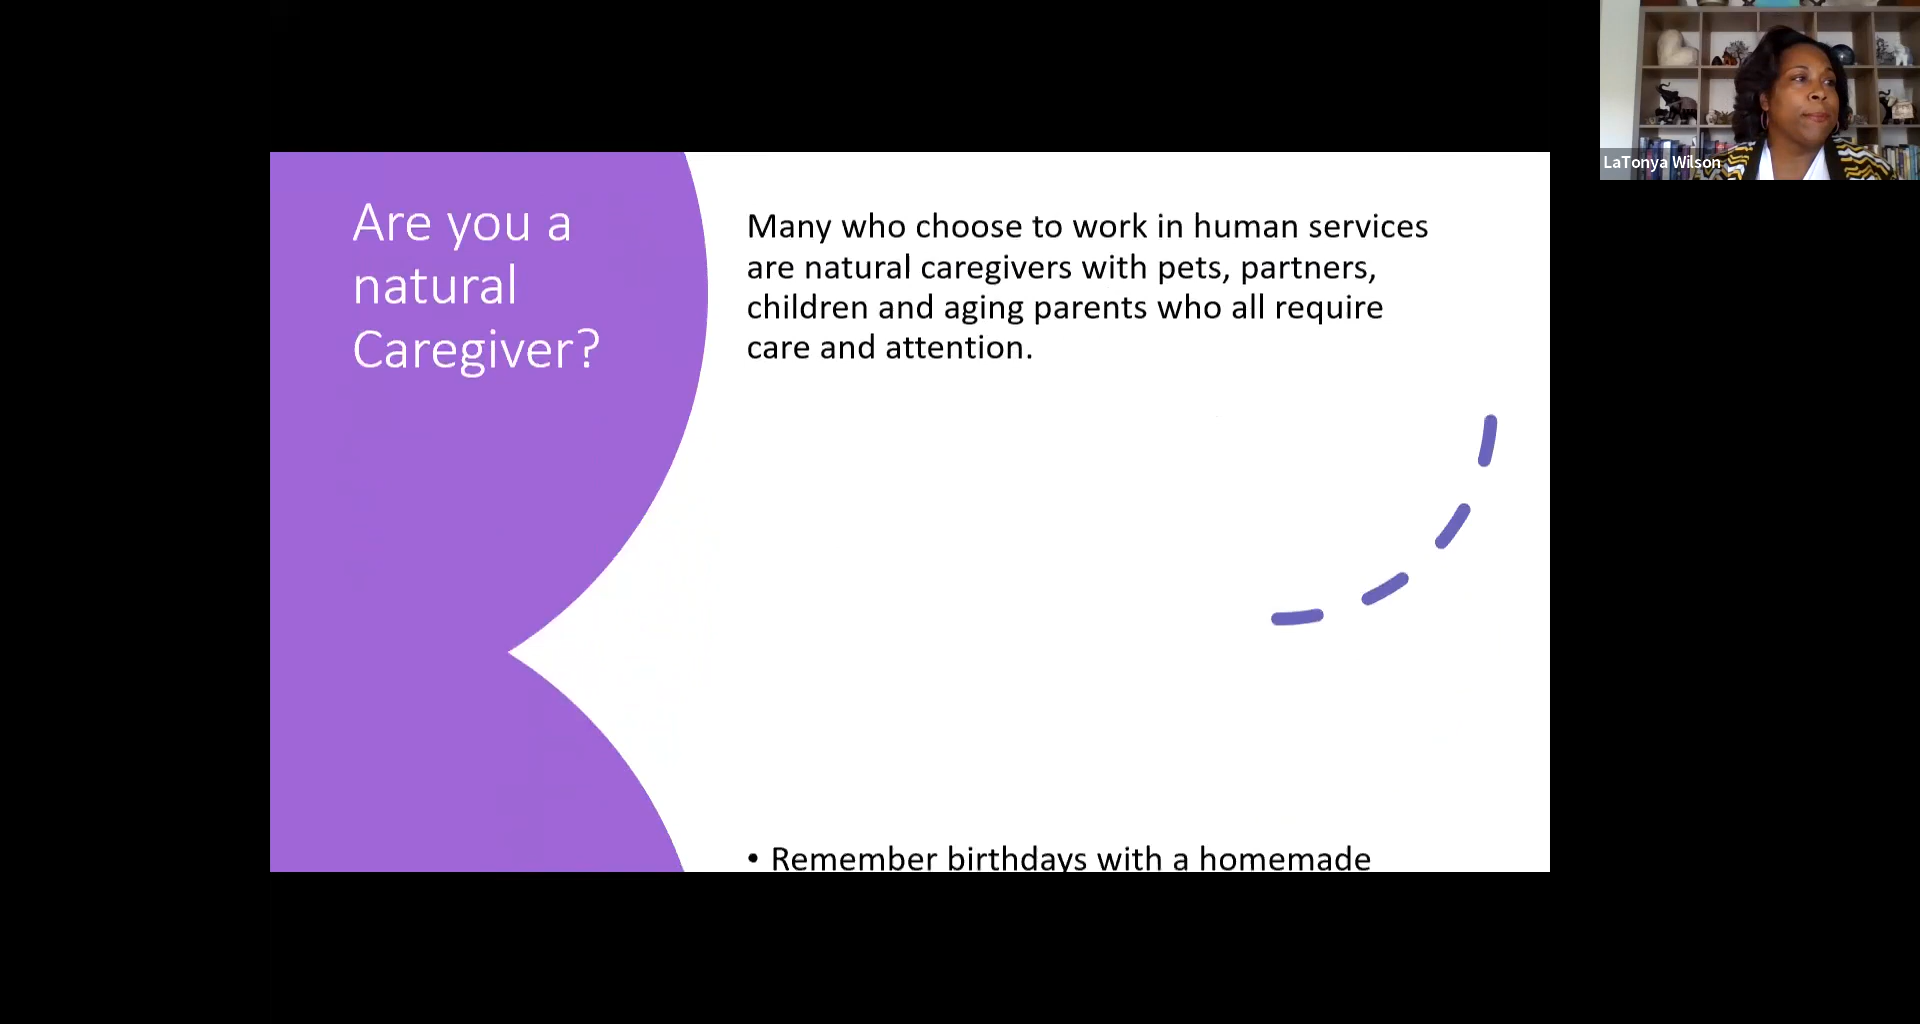 Are you a
natural
Caregiver?
Many who choose to work in human services
are natural caregivers with pets, partners,
children and aging parents who all require
care and attention.
• Remember birthdays with a homemade
LaTonya Wilson